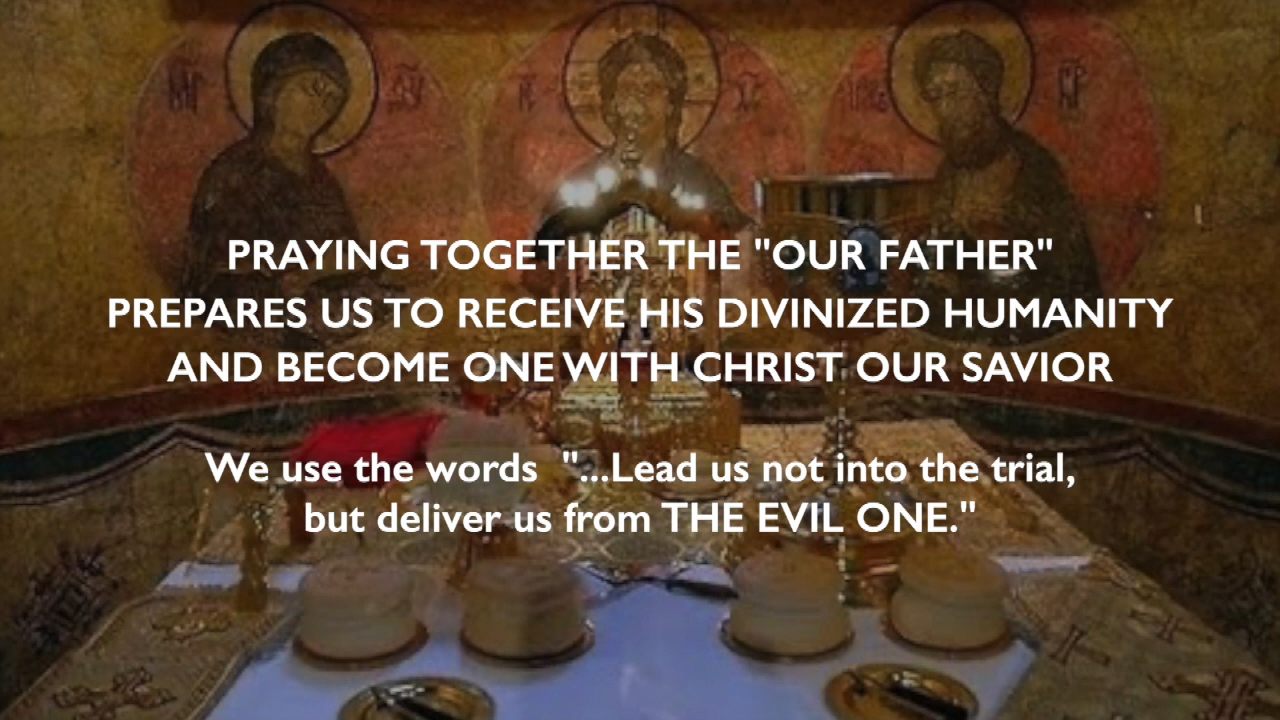 PRAYING TOGETHER THE "OUR FATHER"
PREPARES US TO RECEIVE HIS DIVINIZED HUMANITY
AND BECOME ONE WITH CHRIST OUR SAVIOR
We use the words "...Lead us not into the trial,
but deliver us from THE EVIL ONE."